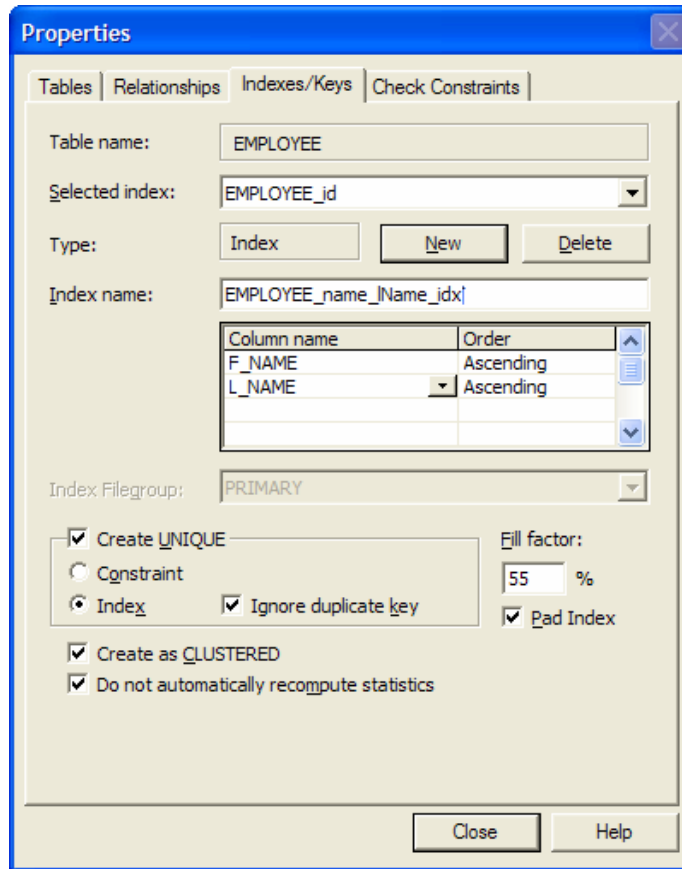 Properties
Tables Relationships Indexes/Keys Check Constraints
Table name: EMPLOYEE
Selected index: EMPLOYEE_id
Type: Index New Delete
Index name: EMPLOYEE_name_lName_idx
Column name Order
F_NAME Ascending
L_NAME Ascending
Index Filegroup: PRIMARY
Create UNIQUE Fill factor:
Constraint 55 %
Index Ignore duplicate key Pad Index
Create as CLUSTERED
Do not automatically recompute statistics
Close Help